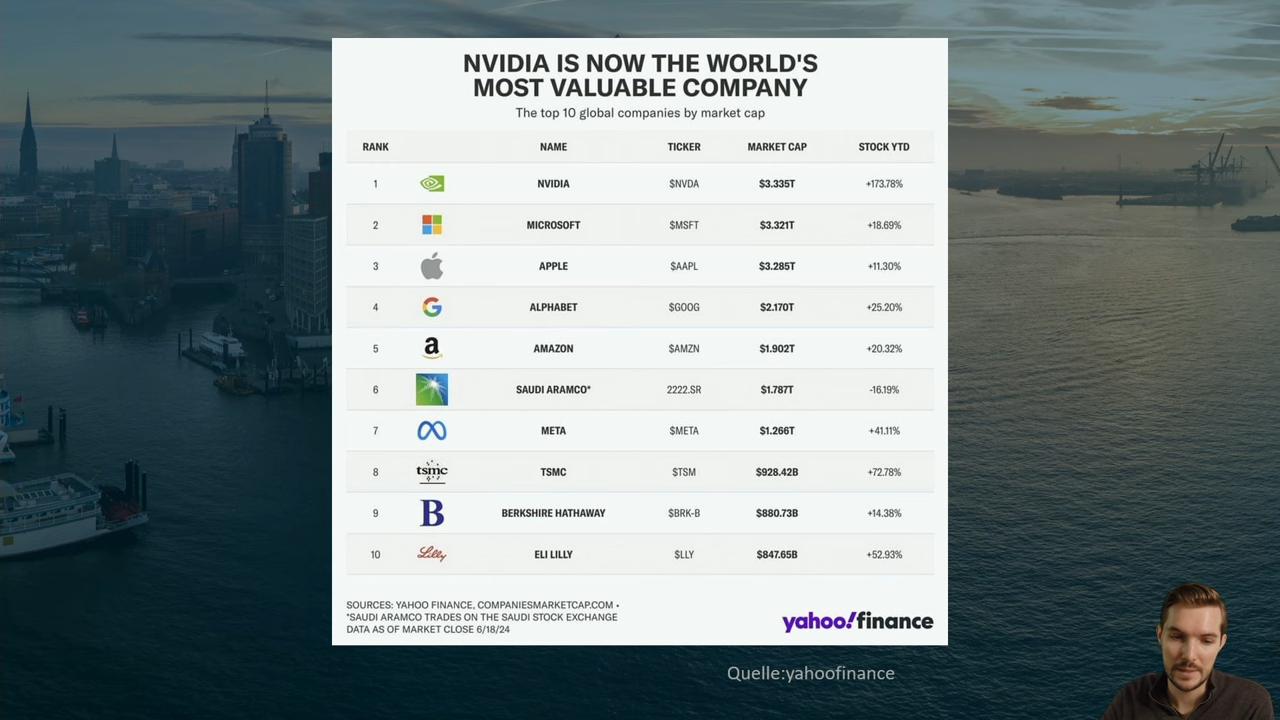 NVIDIA IS NOW THE WORLD'S
MOST VALUABLE COMPANY
The top 10 global companies by market cap
RANK NAME TICKER MARKET CAP STOCK YTD
1 NVIDIA $NVDA $3.335T +173.78%
2 MICROSOFT $MSFT $3.321T +18.69%
3 APPLE $AAPL $3.285T +11.30%
4 ALPHABET $GOOG $2.170T +25.20%
5 a AMAZON $AMZN $1.902T +20.32%
6 SAUDI ARAMCO* 2222.SR $1.787T -16.19%
7 META $META $1.266T +41.11%
8 tsmc TSMC $TSM $928.42B +72.78%
9 B BERKSHIRE HATHAWAY $BRK-B $880.73B +14.38%
10 Lilly ELI LILLY $LLY $847.65B +52.93%
SOURCES: YAHOO FINANCE, COMPANIESMARKETCAP.COM •
*SAUDI ARAMCO TRADES ON THE SAUDI STOCK EXCHANGE
DATA AS OF MARKET CLOSE 6/18/24
yahoo!finance
Quelle:yahoofinance